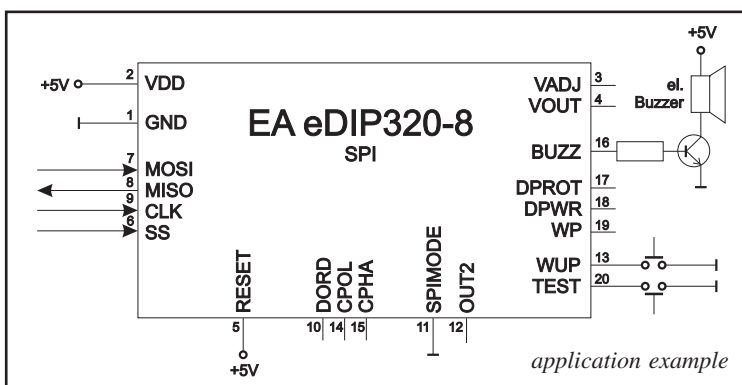 +5V
+5V 2 VDD
1 GND
EA eDIP320-8
SPI
7 MOSI
8 MISO
9 CLK
6 SS
VADJ 3
VOUT 4
el.
Buzzer
BUZZ 16
DPROT 17
DPWR 18
WP 19
WUP 13
TEST 20
RESET
DORD
CPOL
CPHA
SPIMODE
OUT2
5 10 14 15 11 12
+5V
application example